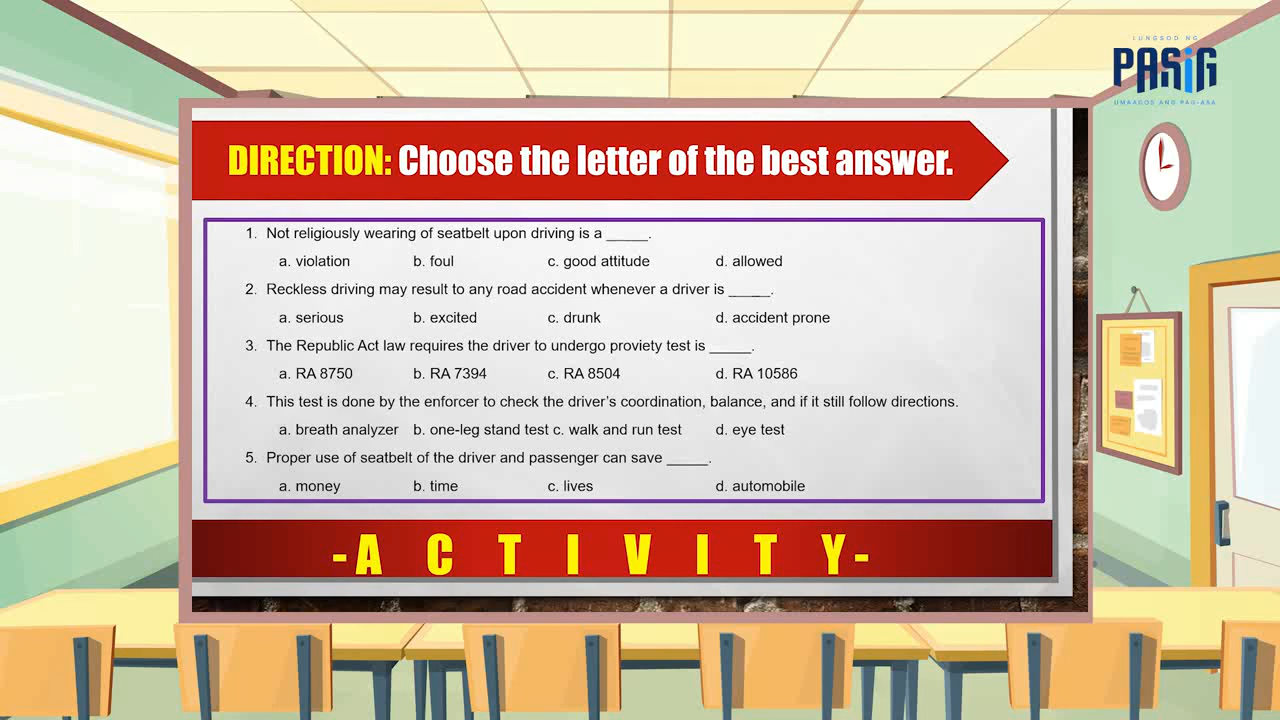 LUNGSOD NG
PASiG
UMAAGOS ANG PAG-ASA
DIRECTION: Choose the letter of the best answer.
1. Not religiously wearing of seatbelt upon driving is a _____.
a. violation b. foul c. good attitude d. allowed
2. Reckless driving may result to any road accident whenever a driver is _____.
a. serious b. excited c. drunk d. accident prone
3. The Republic Act law requires the driver to undergo proviety test is _____.
a. RA 8750 b. RA 7394 c. RA 8504 d. RA 10586
4. This test is done by the enforcer to check the driver's coordination, balance, and if it still follow directions.
a. breath analyzer b. one-leg stand test c. walk and run test d. eye test
5. Proper use of seatbelt of the driver and passenger can save _____.
a. money b. time c. lives d. automobile
-ACTIVITY-